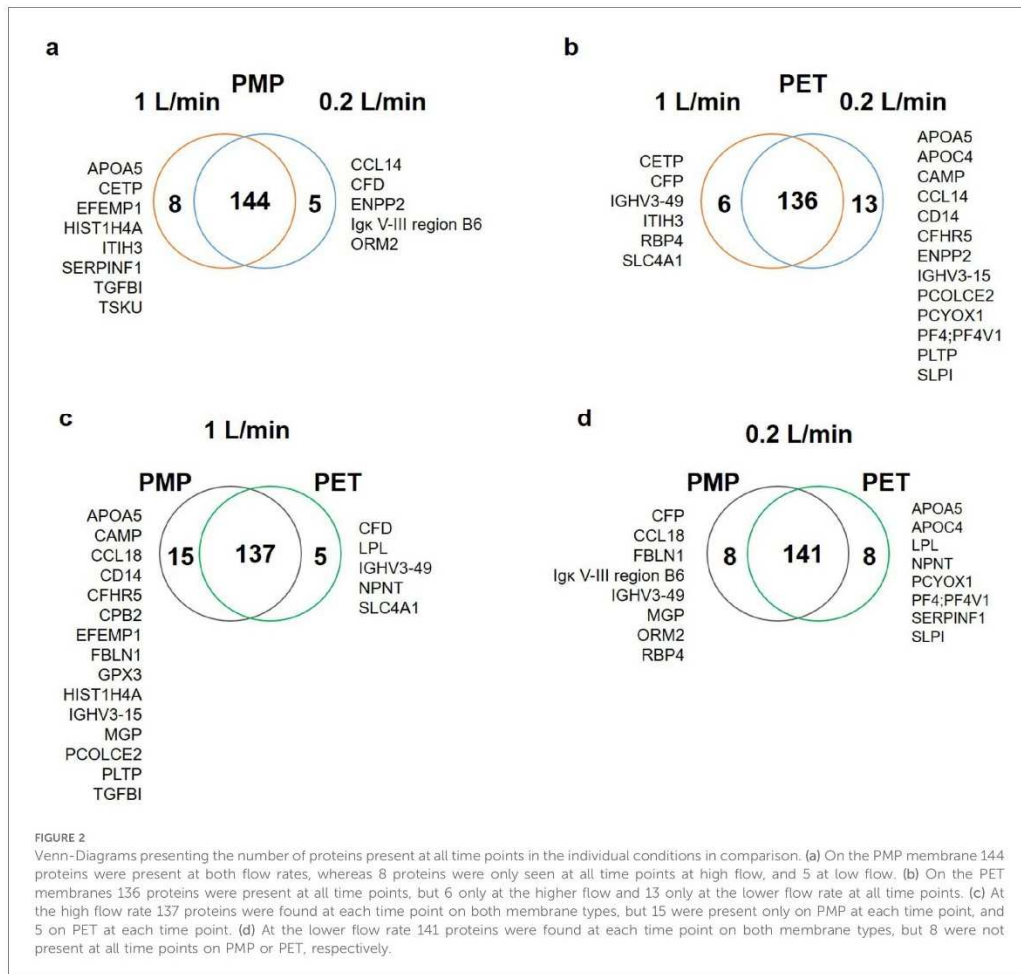 a
PMP
1 L/min
0.2 L/min
APOA5
CETP
EFEMP1
HIST1H4A
ITIH3
SERPINF1
TGFBI
TSKU
8
144
5
CCL14
CFD
ENPP2
Igκ V-III region B6
ORM2
b
PET
1 L/min
0.2 L/min
CETP
CFP
IGHV3-49
ITIH3
RBP4
SLC4A1
6
136
13
APOA5
APOC4
CAMP
CCL14
CD14
CFHR5
ENPP2
IGHV3-15
PCOLCE2
PCYOX1
PF4;PF4V1
PLTP
SLPI
c
1 L/min
PMP
PET
APOA5
CAMP
CCL18
CD14
CFHR5
CPB2
EFEMP1
FBLN1
GPX3
HIST1H4A
IGHV3-15
MGP
PCOLCE2
PLTP
TGFBI
15
137
5
CFD
LPL
IGHV3-49
NPNT
SLC4A1
d
0.2 L/min
PMP
PET
CFP
CCL18
FBLN1
Igκ V-III region B6
IGHV3-49
MGP
ORM2
RBP4
8
141
8
APOA5
APOC4
LPL
NPNT
PCYOX1
PF4;PF4V1
SERPINF1
SLPI
FIGURE 2
Venn-Diagrams presenting the number of proteins present at all time points in the individual conditions in comparison. (a) On the PMP membrane 144
proteins were present at both flow rates, whereas 8 proteins were only seen at all time points at high flow, and 5 at low flow. (b) On the PET
membranes 136 proteins were present at all time points, but 6 only at the higher flow and 13 only at the lower flow rate at all time points. (c) At
the high flow rate 137 proteins were found at each time point on both membrane types, but 15 were present only on PMP at each time point, and
5 on PET at each time point. (d) At the lower flow rate 141 proteins were found at each time point on both membrane types, but 8 were not
present at all time points on PMP or PET, respectively.